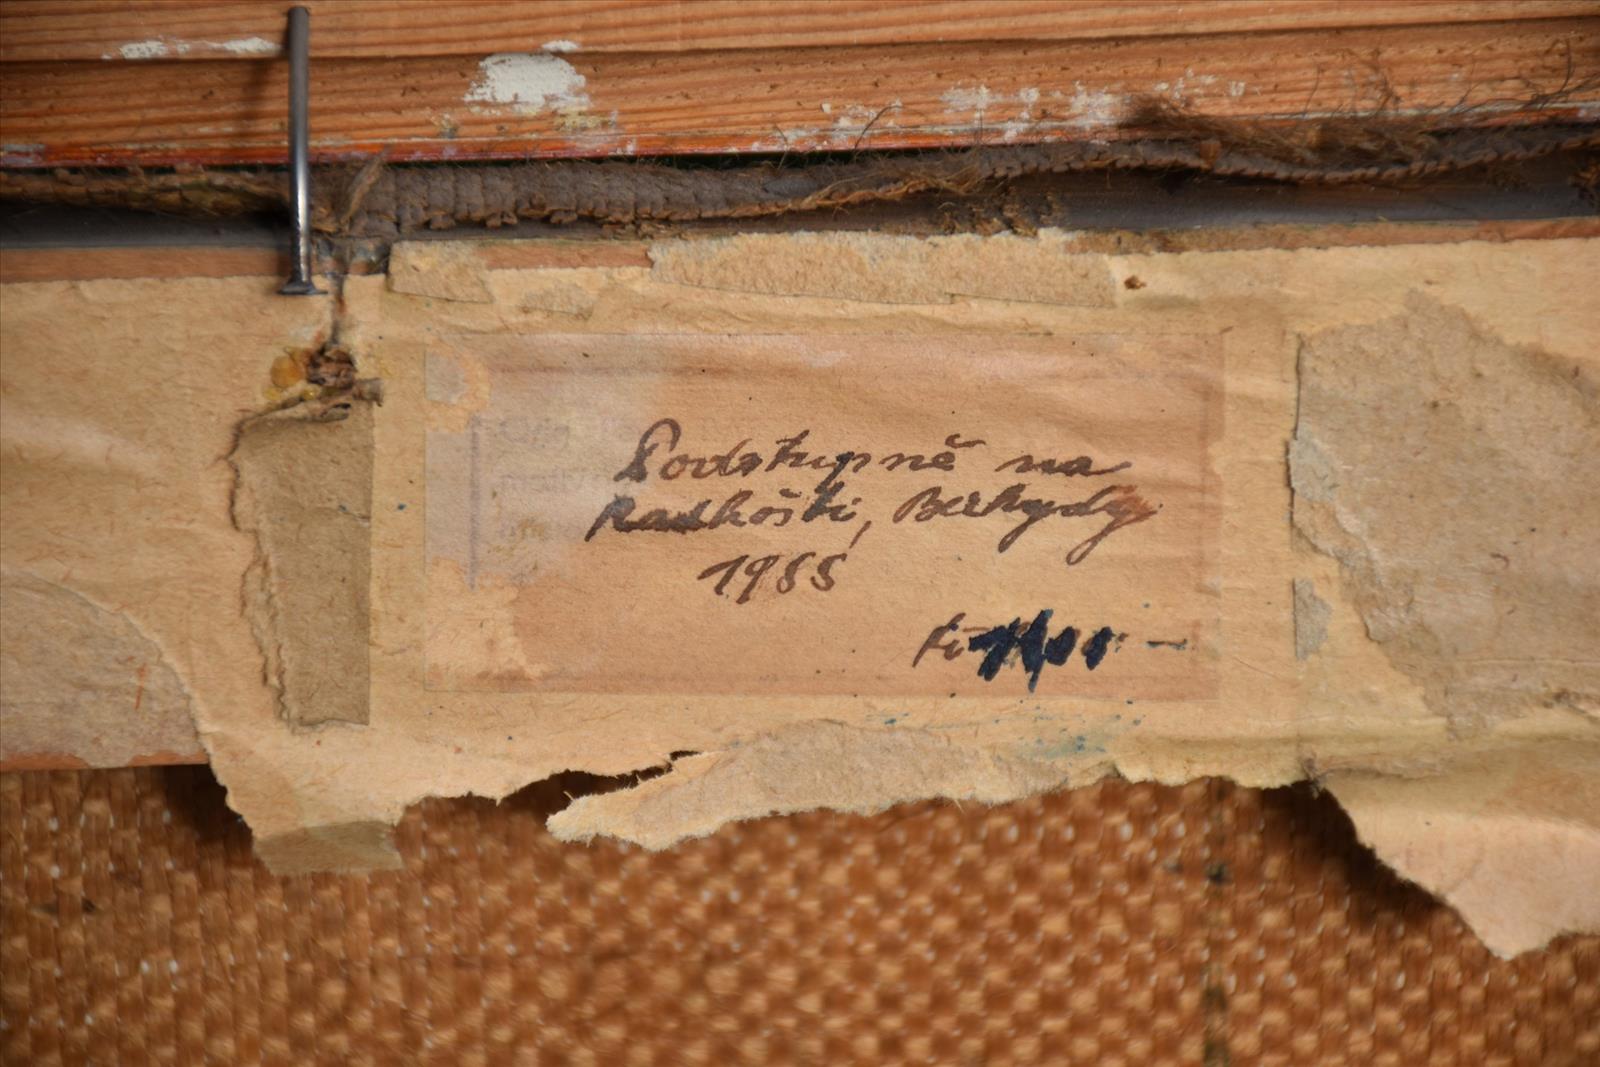 Podstupně na
Radhošti, Beskydy
1955